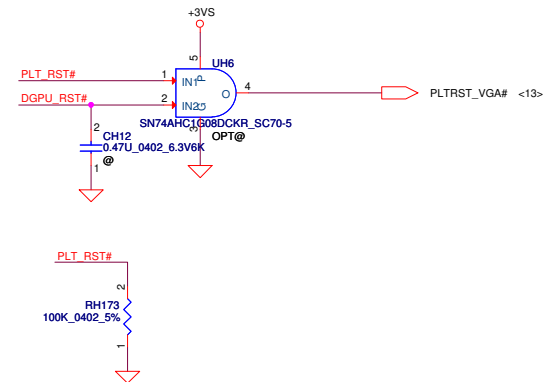 +3VS
5
UH6
PLT_RST#
1
IN1
P
4
O
PLTRST_VGA# <13>
DGPU_RST#
2
IN2
G
3
SN74AHC1G08DCKR_SC70-5
OPT@
2
CH12
0.47U_0402_6.3V6K
1
@
PLT_RST#
2
RH173
100K_0402_5%
1